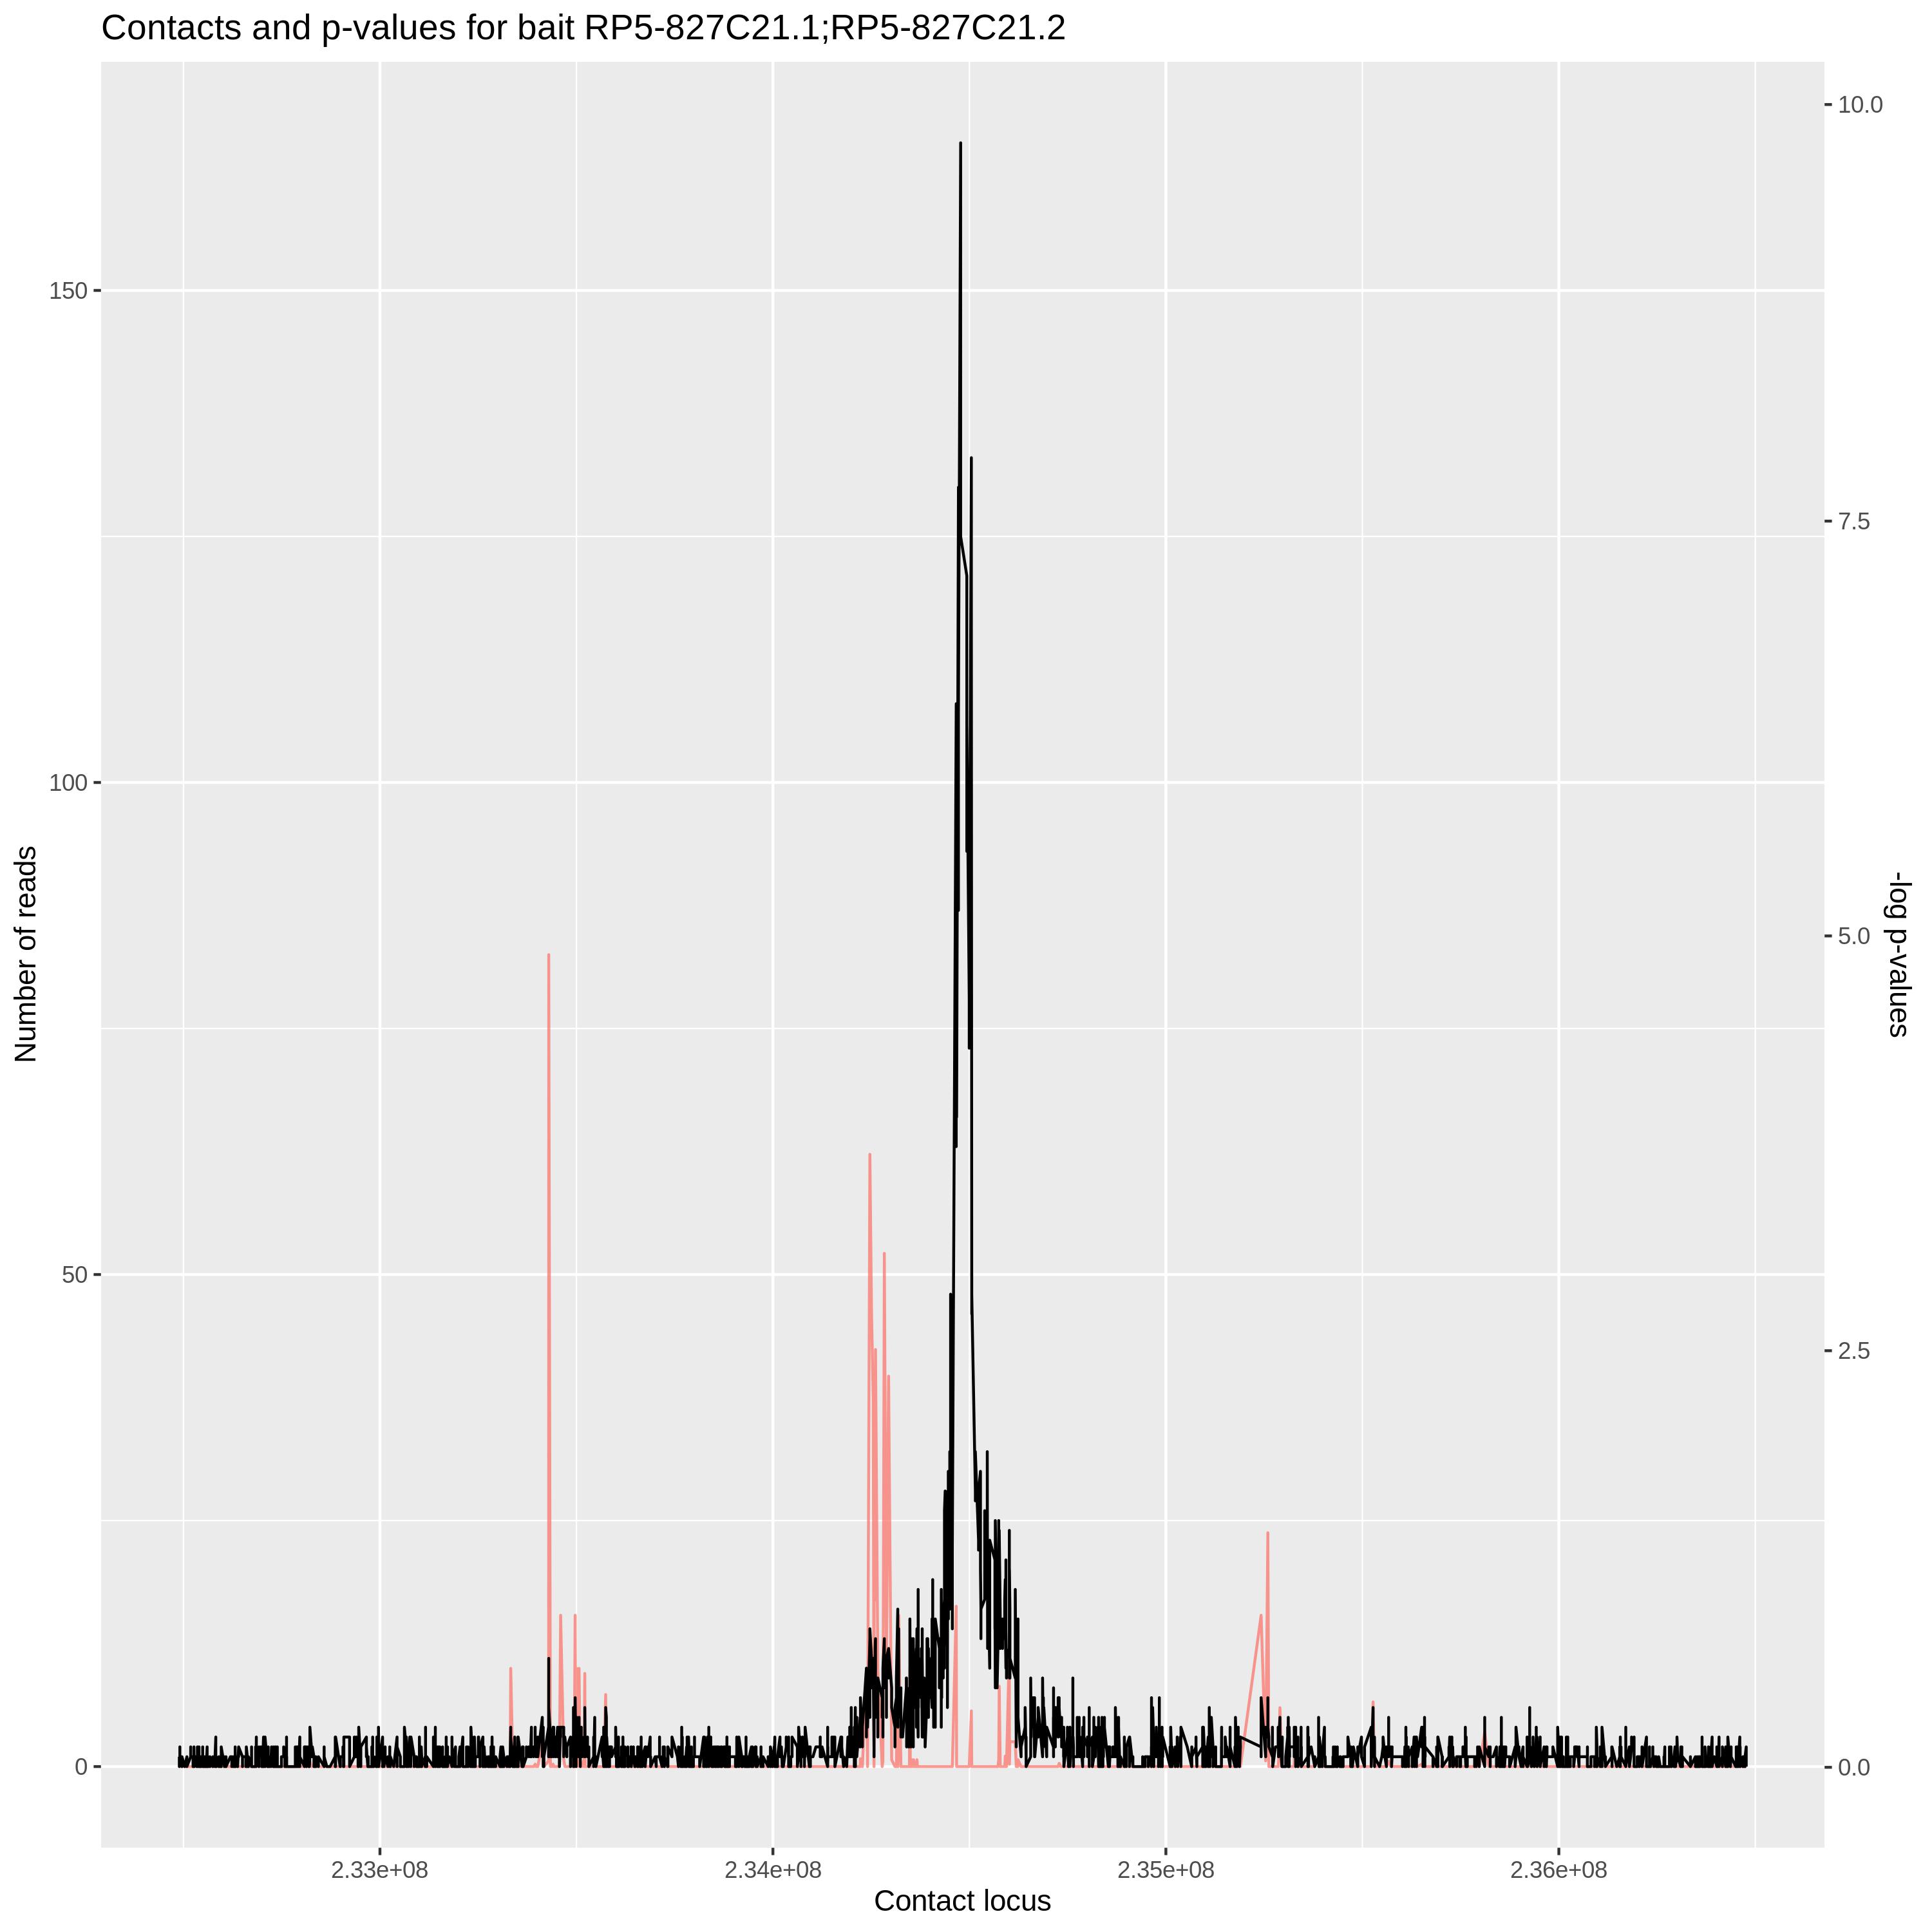 Contacts and p-values for bait RP5-827C21.1;RP5-827C21.2
10.0
150
7.5
100
5.0
Number of reads
-log p-values
50
2.5
0
0.0
2.33e+08
2.34e+08
2.35e+08
2.36e+08
Contact locus